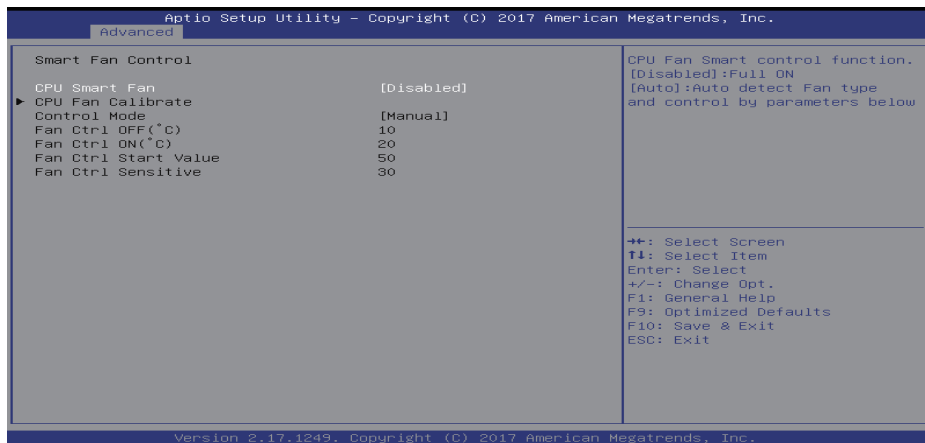 Aptio Setup Utility – Copyright (C) 2017 American Megatrends, Inc.
Advanced
Smart Fan Control
CPU Smart Fan [Disabled]
► CPU Fan Calibrate
Control Mode [Manual]
Fan Ctrl OFF(°C) 10
Fan Ctrl ON(°C) 20
Fan Ctrl Start Value 50
Fan Ctrl Sensitive 30
CPU Fan Smart control function.
[Disabled]:Full ON
[Auto]:Auto detect Fan type
and control by parameters below
→←: Select Screen
↑↓: Select Item
Enter: Select
+/-: Change Opt.
F1: General Help
F9: Optimized Defaults
F10: Save & Exit
ESC: Exit
Version 2.17.1249. Copyright (C) 2017 American Megatrends, Inc.